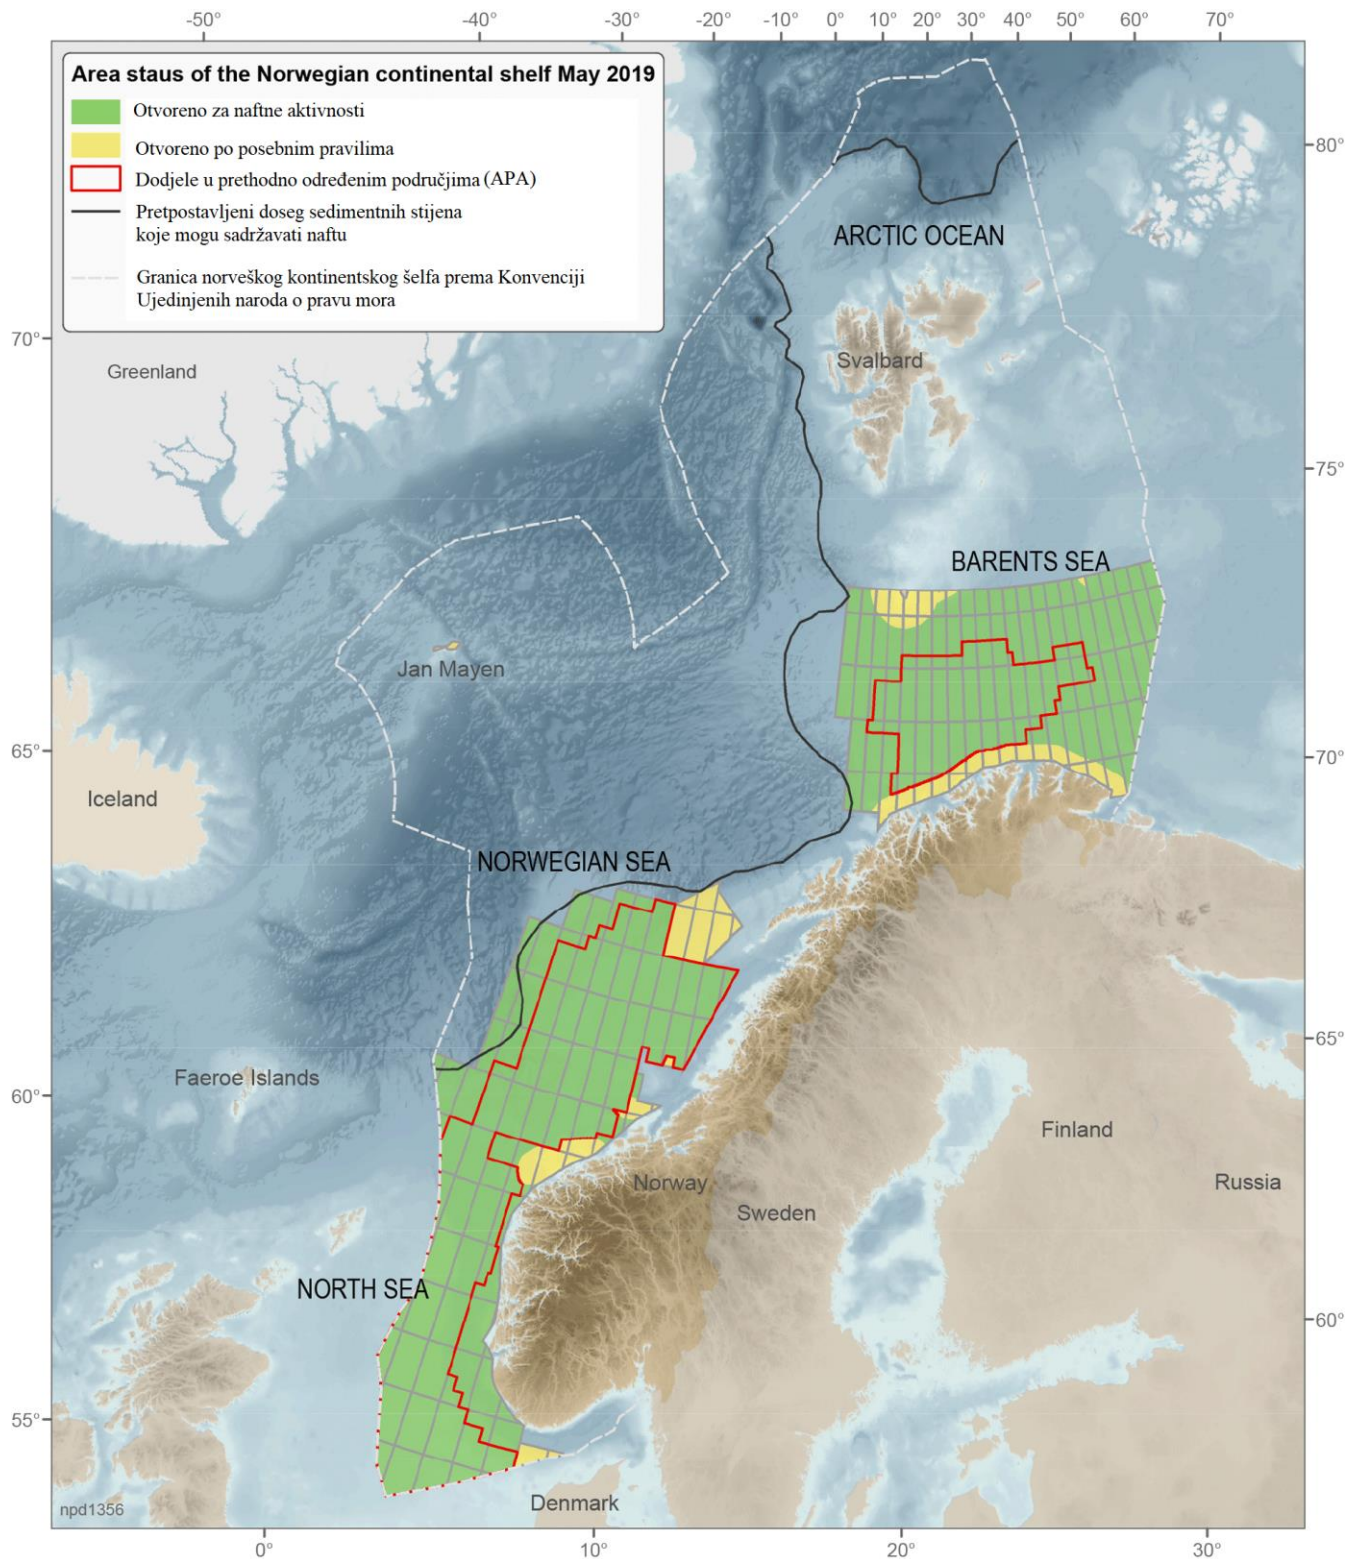 -50° -40° -30° -20° -10° 0° 10° 20° 30° 40° 50° 60° 70°
Area staus of the Norwegian continental shelf May 2019
Otvoreno za naftne aktivnosti
Otvoreno po posebnim pravilima
Dodjele u prethodno određenim područjima (APA)
Pretpostavljeni doseg sedimentnih stijena
koje mogu sadržavati naftu
Granica norveškog kontinentskog šelfa prema Konvenciji
Ujedinjenih naroda o pravu mora
80°
ARCTIC OCEAN
70°
Svalbard
Greenland
75°
BARENTS SEA
Jan Mayen
65°
70°
Iceland
NORWEGIAN SEA
65°
Faeroe Islands
60°
Finland
Norway
Russia
Sweden
NORTH SEA
60°
55°
Denmark
npd1356
0° 10° 20° 30°